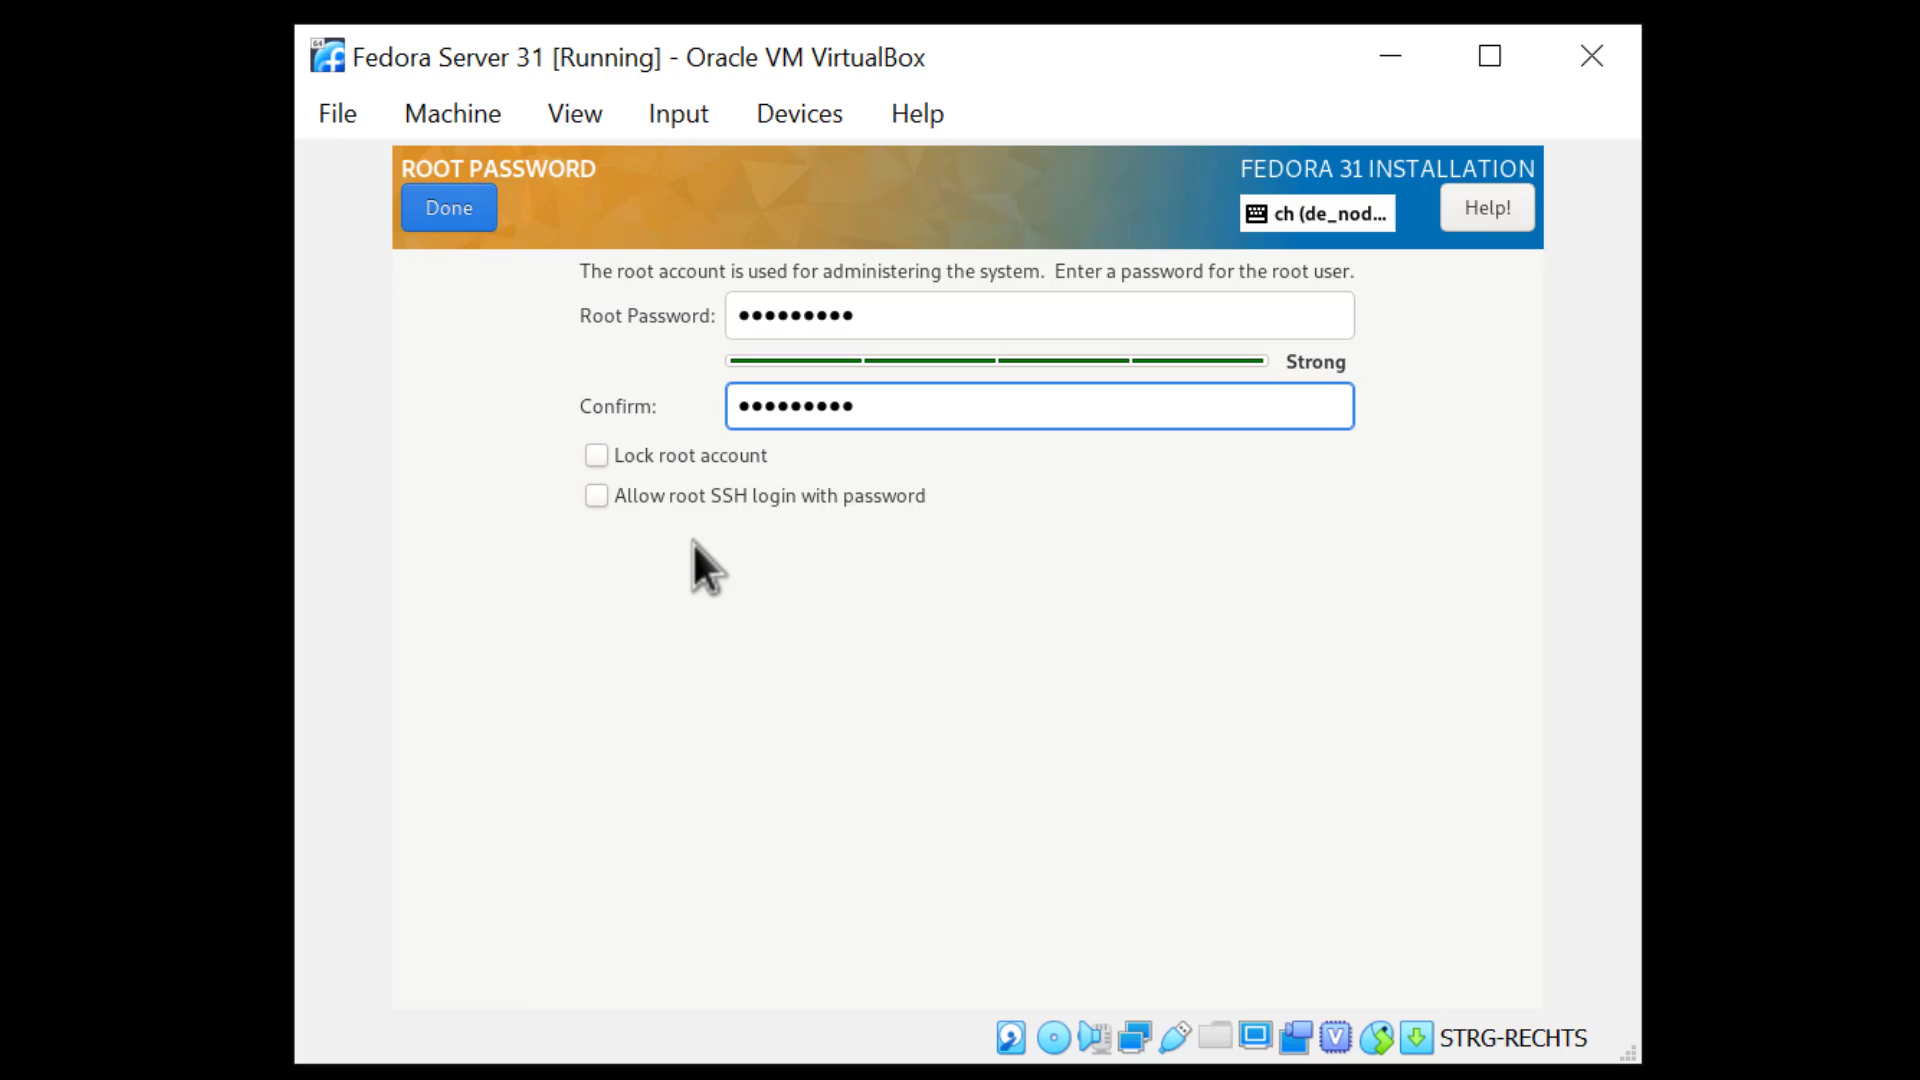 Fedora Server 31 [Running] - Oracle VM VirtualBox
File Machine View Input Devices Help
ROOT PASSWORD
FEDORA 31 INSTALLATION
Done
ch (de_nod...
Help!
The root account is used for administering the system. Enter a password for the root user.
Root Password: ●●●●●●●●●
Strong
Confirm: ●●●●●●●●●
Lock root account
Allow root SSH login with password
STRG-RECHTS